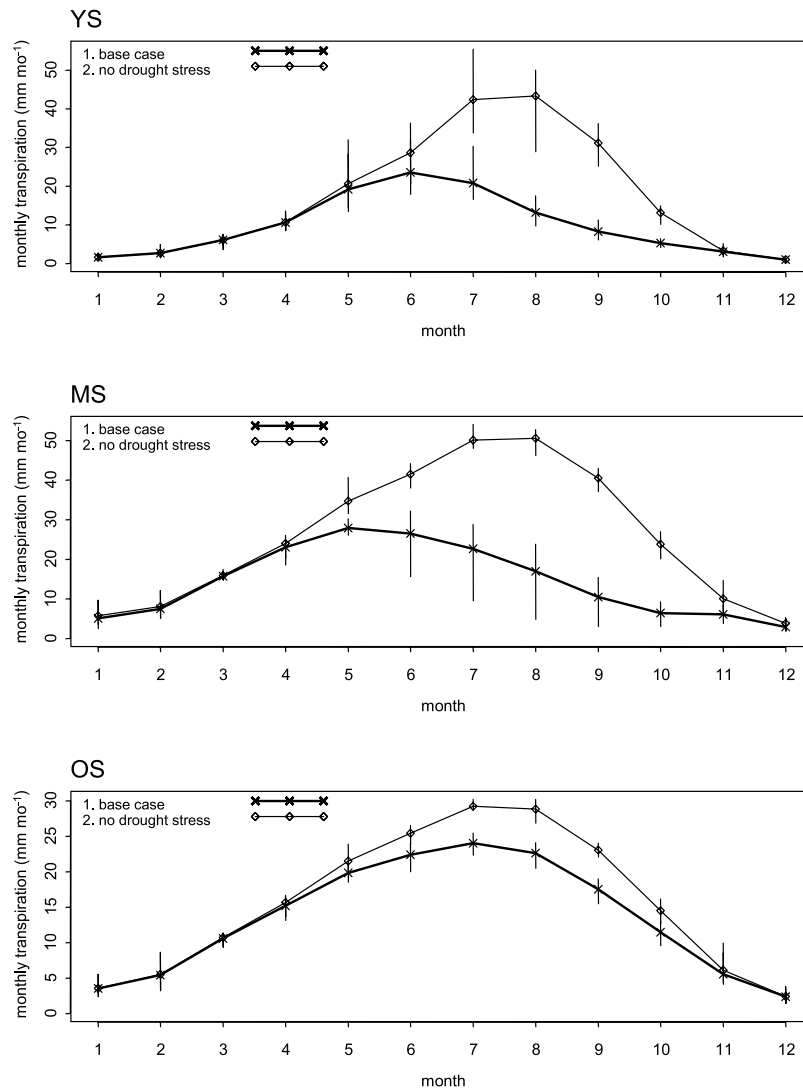 YS
1. base case
2. no drought stress
monthly transpiration (mm mo⁻¹)
0 10 20 30 40 50
1 2 3 4 5 6 7 8 9 10 11 12
month
MS
1. base case
2. no drought stress
monthly transpiration (mm mo⁻¹)
0 10 20 30 40 50
1 2 3 4 5 6 7 8 9 10 11 12
month
OS
1. base case
2. no drought stress
monthly transpiration (mm mo⁻¹)
0 5 10 15 20 25 30
1 2 3 4 5 6 7 8 9 10 11 12
month